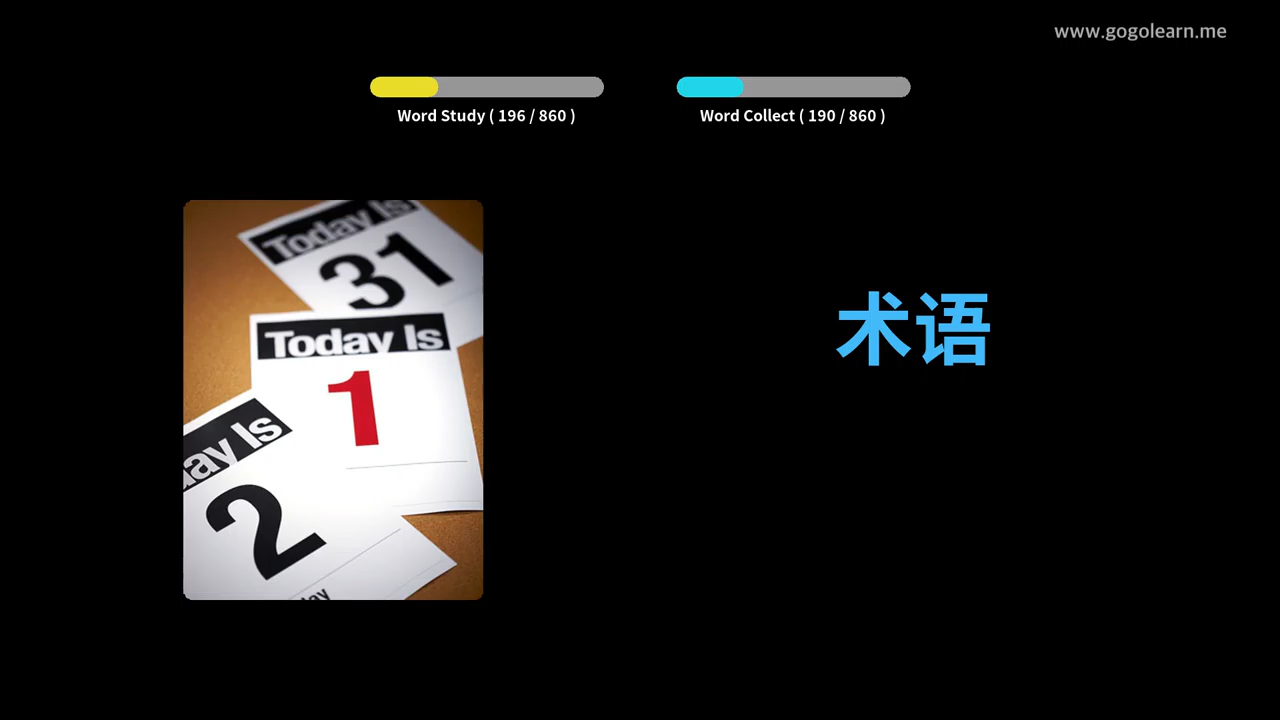 www.gogolearn.me
Word Study ( 196 / 860 )
Word Collect ( 190 / 860 )
Today Is
31
Today Is
1
ay Is
2
术语